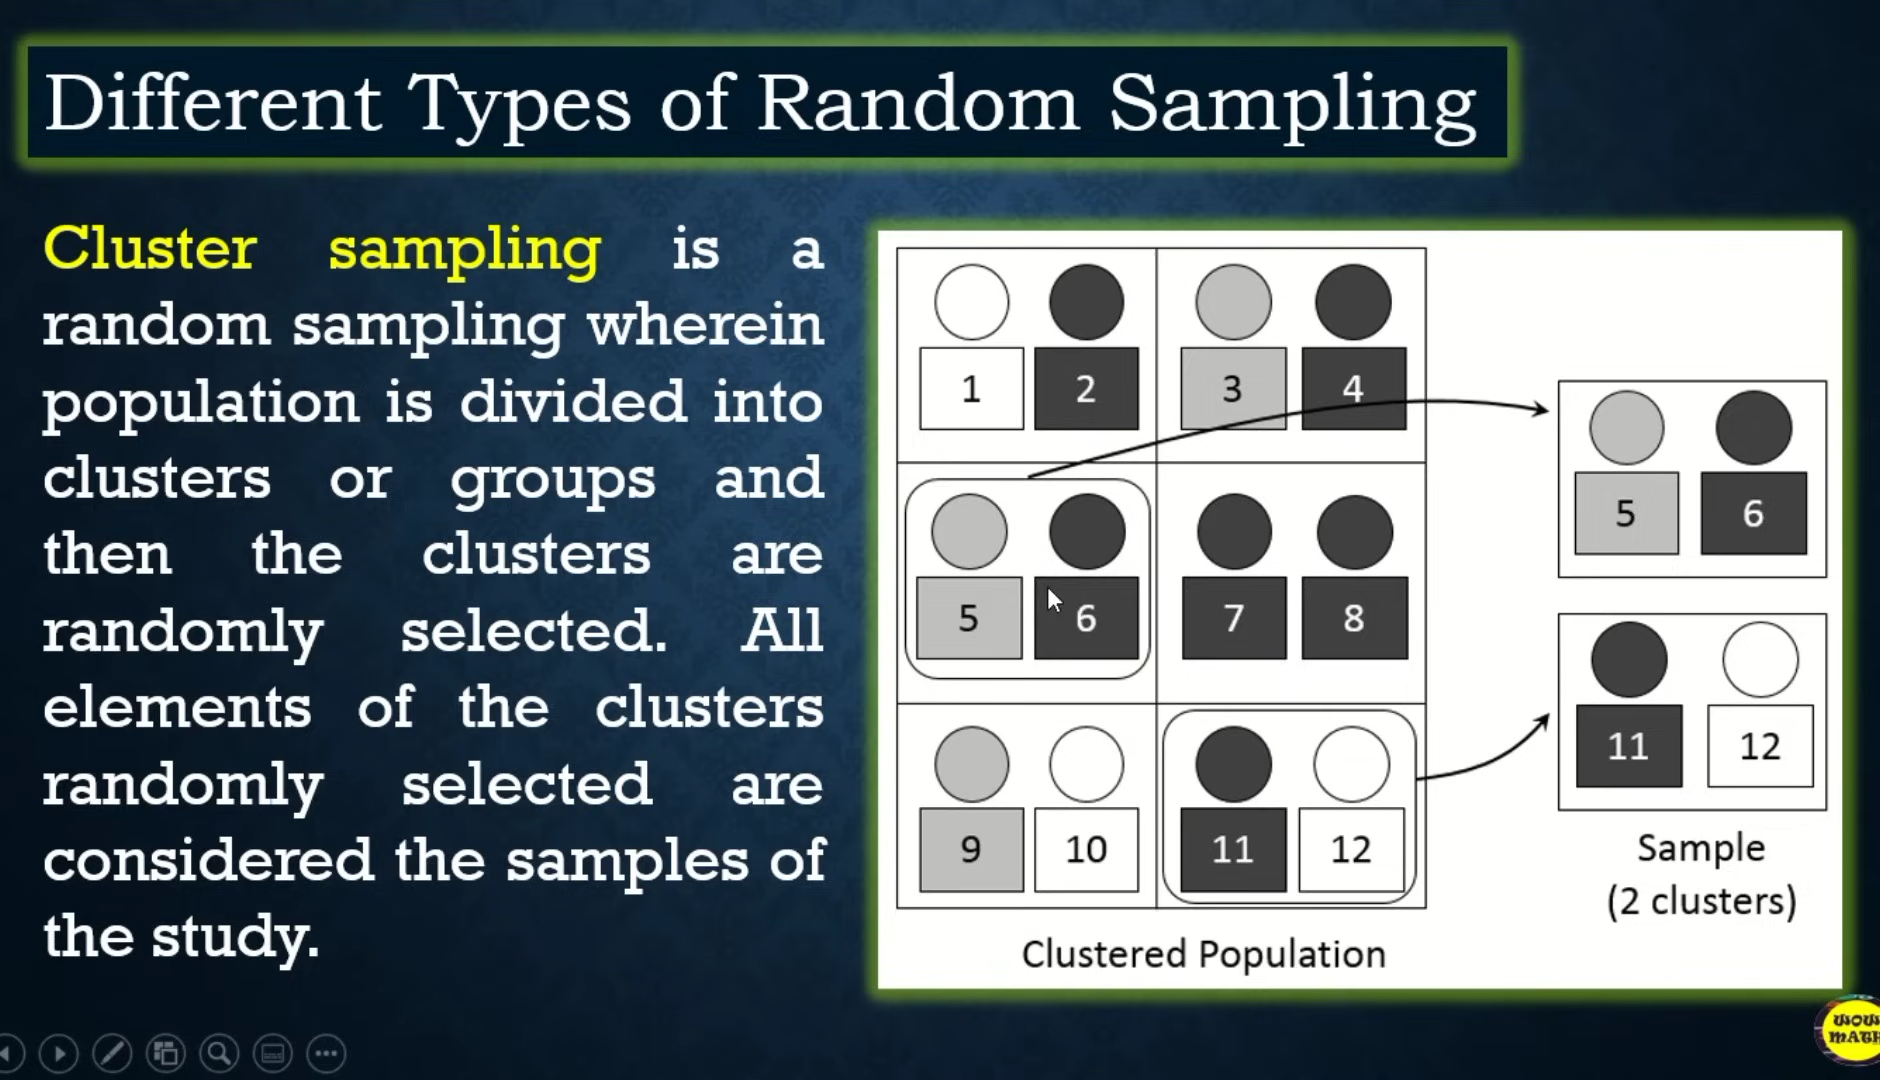 Different Types of Random Sampling
Cluster sampling is a
random sampling wherein
population is divided into
clusters or groups and
then the clusters are
randomly selected. All
elements of the clusters
randomly selected are
considered the samples of
the study.
1 2 3 4
5 6 7 8
9 10 11 12
Clustered Population
5 6
11 12
Sample
(2 clusters)
WOW
MATH